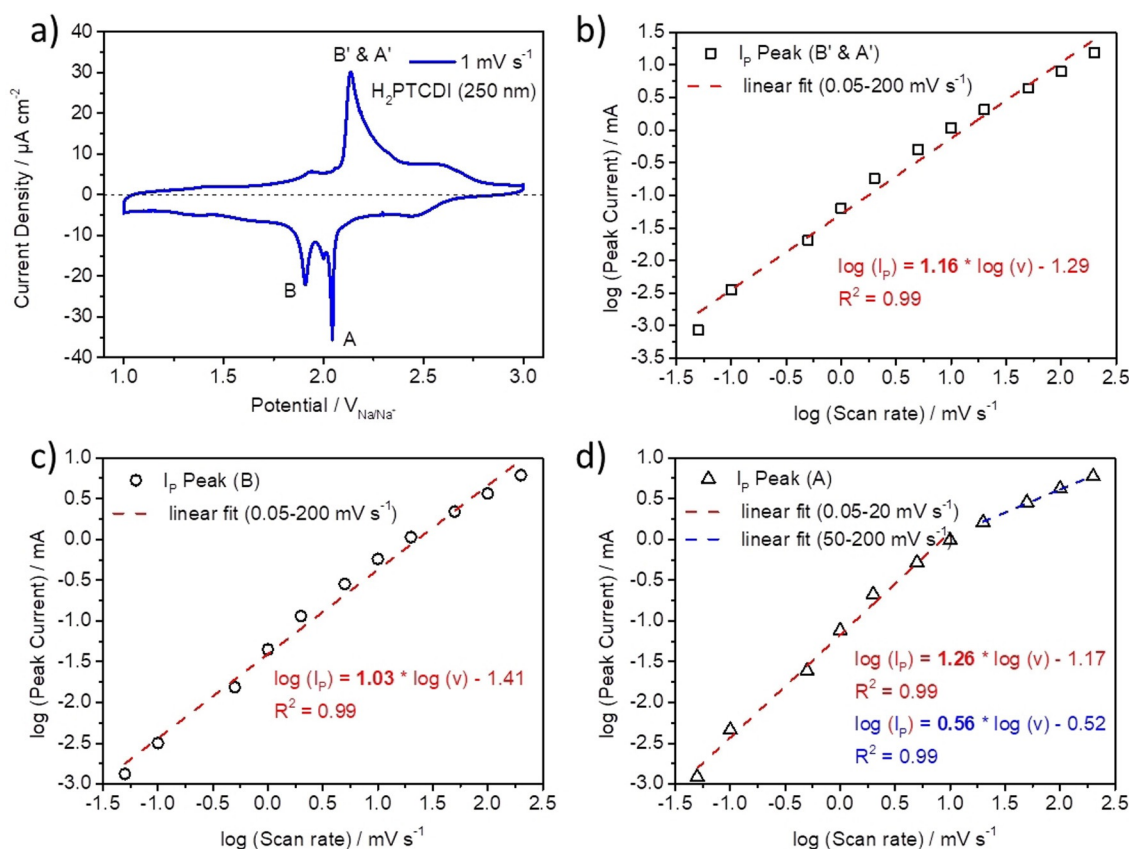 a)
40
30
20
10
0
-10
-20
-30
-40
Current Density / µA cm⁻²
B' & A'
1 mV s⁻¹
H₂PTCDI (250 nm)
B
A
1.0 1.5 2.0 2.5 3.0
Potential / V_Na/Na⁺
b)
1.5
1.0
0.5
0.0
-0.5
-1.0
-1.5
-2.0
-2.5
-3.0
-3.5
log (Peak Current) / mA
I_P Peak (B' & A')
linear fit (0.05-200 mV s⁻¹)
log (I_P) = 1.16 * log (v) - 1.29
R² = 0.99
-1.5 -1.0 -0.5 0.0 0.5 1.0 1.5 2.0 2.5
log (Scan rate) / mV s⁻¹
c)
1.0
0.5
0.0
-0.5
-1.0
-1.5
-2.0
-2.5
-3.0
log (Peak Current) / mA
I_P Peak (B)
linear fit (0.05-200 mV s⁻¹)
log (I_P) = 1.03 * log (v) - 1.41
R² = 0.99
-1.5 -1.0 -0.5 0.0 0.5 1.0 1.5 2.0 2.5
log (Scan rate) / mV s⁻¹
d)
1.0
0.5
0.0
-0.5
-1.0
-1.5
-2.0
-2.5
-3.0
log (Peak Current) / mA
I_P Peak (A)
linear fit (0.05-20 mV s⁻¹)
linear fit (50-200 mV s⁻¹)
log (I_P) = 1.26 * log (v) - 1.17
R² = 0.99
log (I_P) = 0.56 * log (v) - 0.52
R² = 0.99
-1.5 -1.0 -0.5 0.0 0.5 1.0 1.5 2.0 2.5
log (Scan rate) / mV s⁻¹